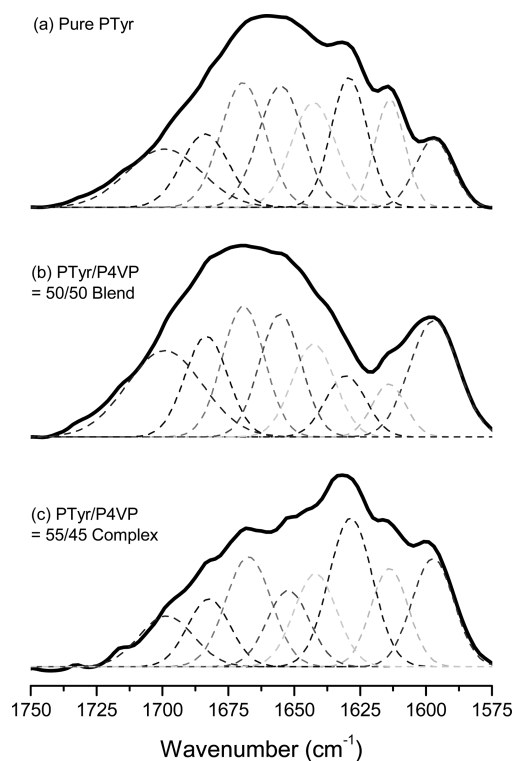 (a) Pure PTyr
(b) PTyr/P4VP
= 50/50 Blend
(c) PTyr/P4VP
= 55/45 Complex
1750 1725 1700 1675 1650 1625 1600 1575
Wavenumber (cm⁻¹)